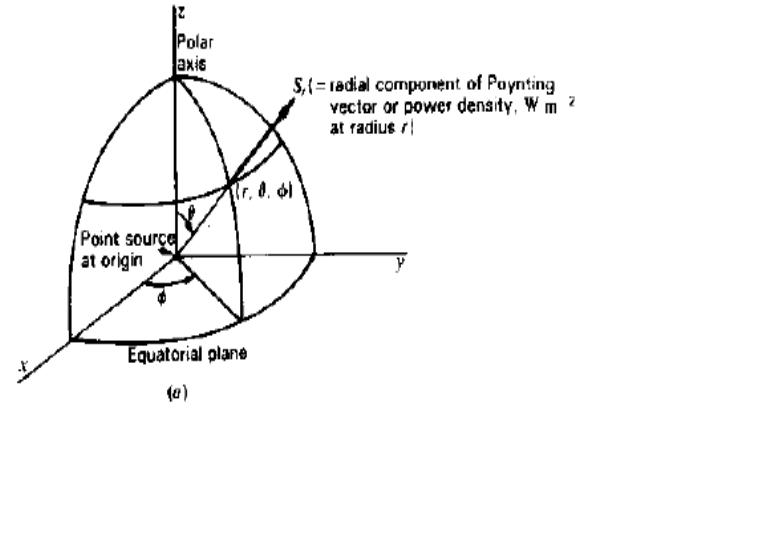 z
Polar
axis
Sᵣ(= radial component of Poynting
vector or power density, W m ²
at radius r)
(r, θ, ϕ)
θ
Point source
at origin
y
ϕ
Equatorial plane
x
(a)